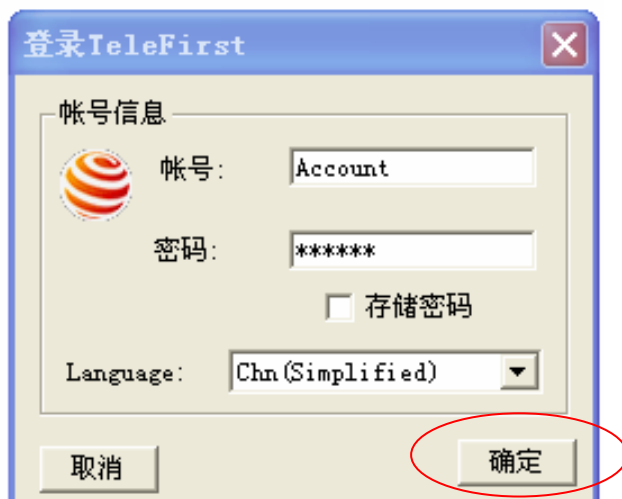 登录TeleFirst
帐号信息
帐号: Account
密码: ******
存储密码
Language: Chn(Simplified)
取消 确定